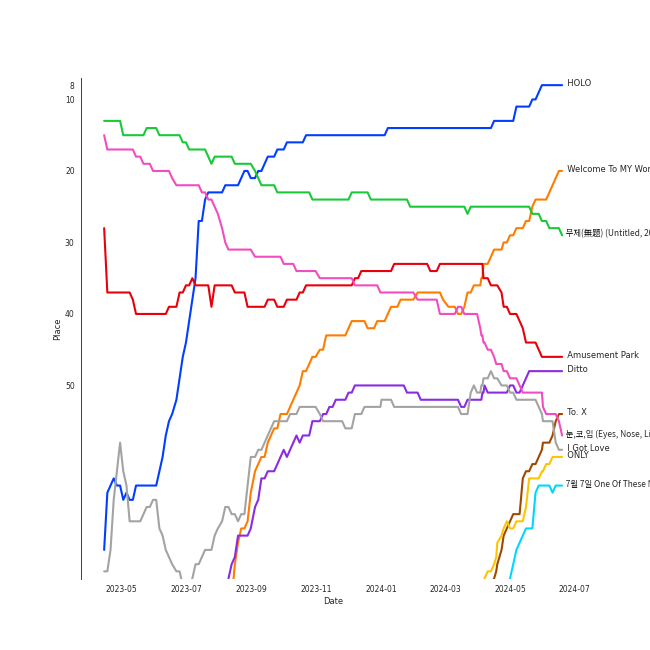 8
10
20
30
40
50
Place
HOLO
Welcome To MY Wor
무제(無題) (Untitled, 20
Amusement Park
Ditto
To. X
눈,코,입 (Eyes, Nose, Li
I Got Love
ONLY
7월 7일 One Of These N
2023-05
2023-07
2023-09
2023-11
2024-01
2024-03
2024-05
2024-07
Date